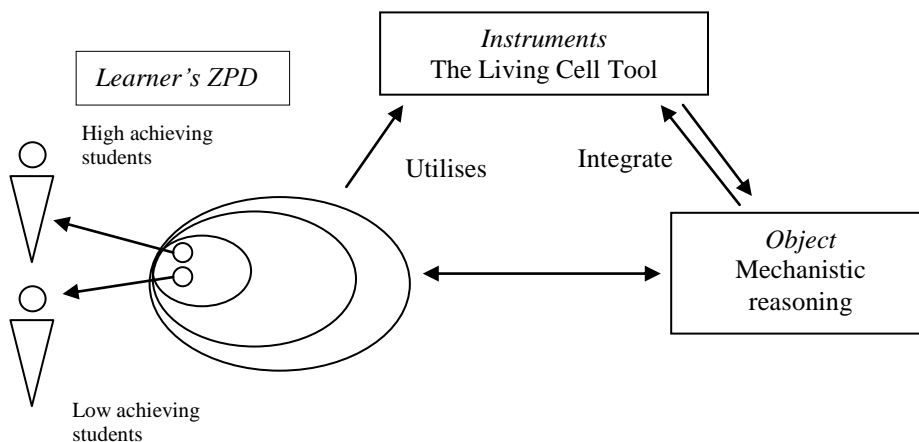 Instruments
The Living Cell Tool
Learner's ZPD
High achieving
students
Utilises
Integrate
Object
Mechanistic
reasoning
Low achieving
students